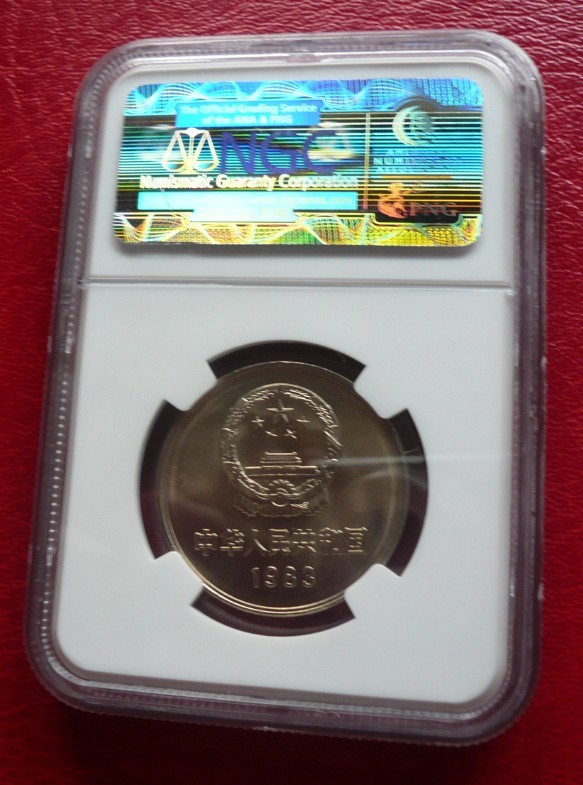 The Official Grading Service
of the ANA & PNG
NGC
Numismatic Guaranty Corporation
PNG
中华人民共和国
1983